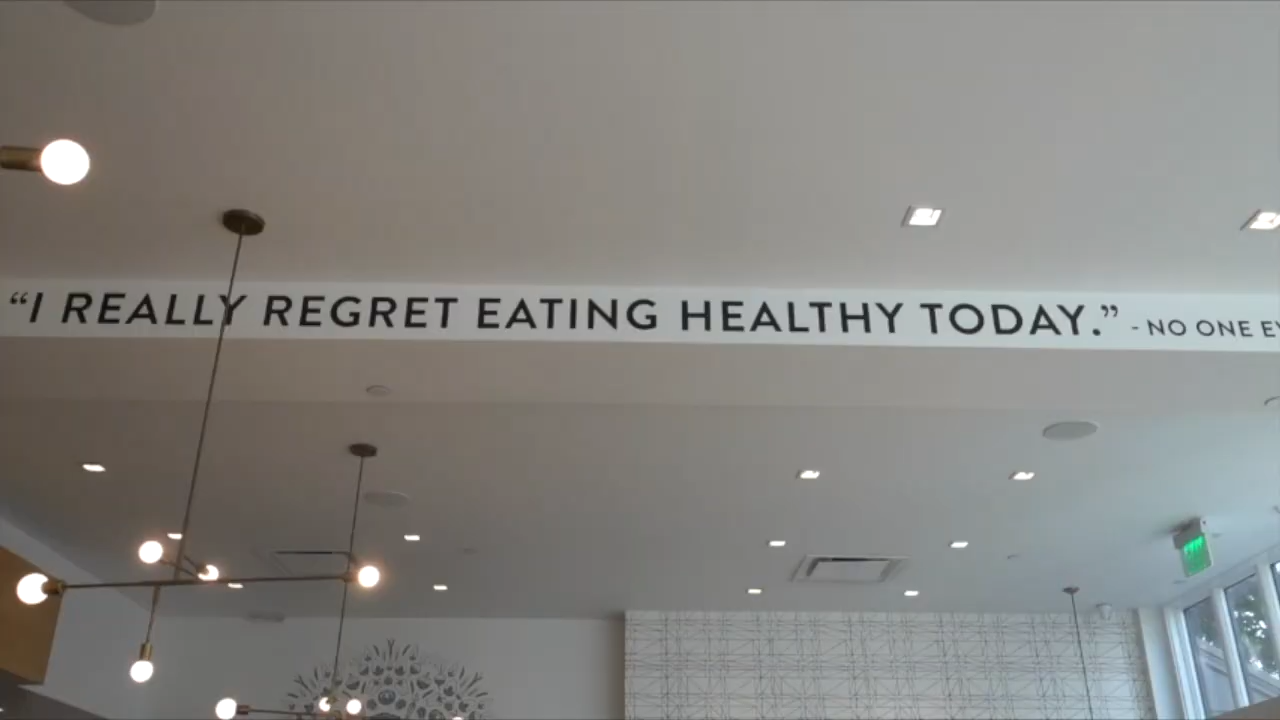 “I REALLY REGRET EATING HEALTHY TODAY.” - NO ONE